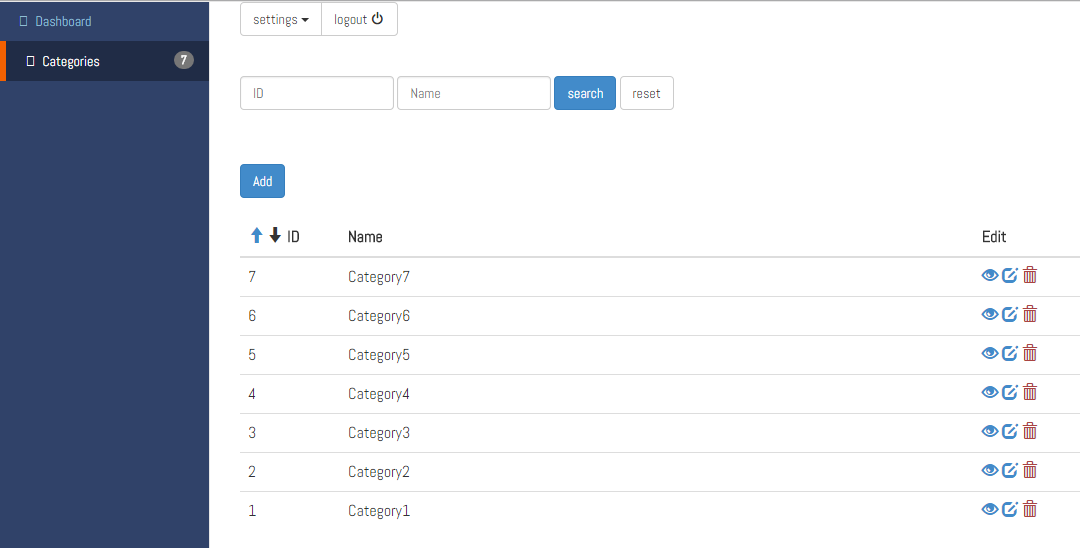 Dashboard
Categories 7
settings logout
ID Name search reset
Add
ID Name Edit
7 Category7
6 Category6
5 Category5
4 Category4
3 Category3
2 Category2
1 Category1